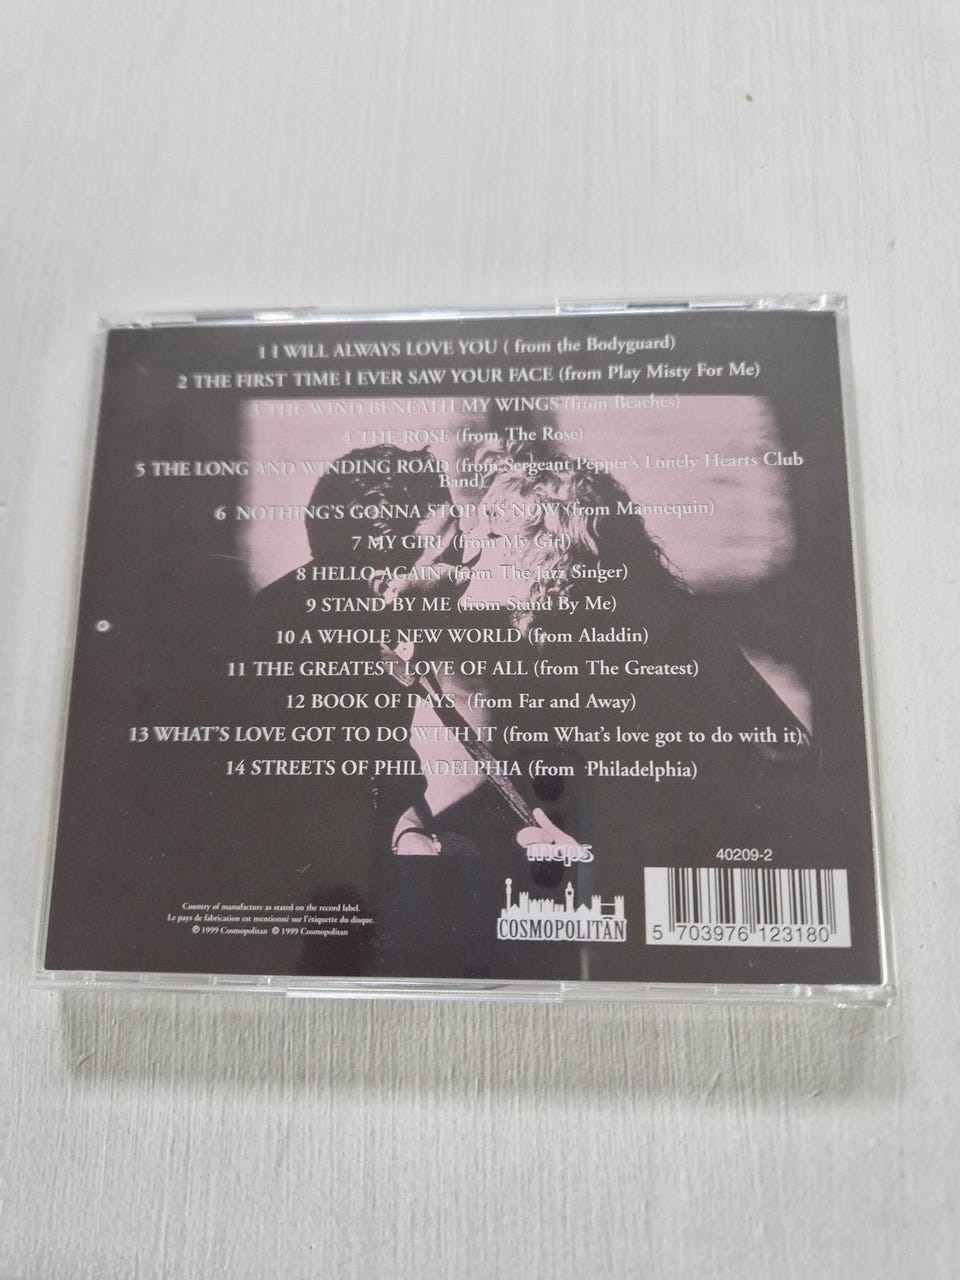 1 I WILL ALWAYS LOVE YOU ( from the Bodyguard)
2 THE FIRST TIME I EVER SAW YOUR FACE (from Play Misty For Me)
3 THE WIND BENEATH MY WINGS (from Beaches)
4 THE ROSE (from The Rose)
5 THE LONG AND WINDING ROAD (from Sergeant Pepper's Lonely Hearts Club
Band)
6 NOTHING'S GONNA STOP US NOW (from Mannequin)
7 MY GIRL (from My Girl)
8 HELLO AGAIN (from The Jazz Singer)
9 STAND BY ME (from Stand By Me)
10 A WHOLE NEW WORLD (from Aladdin)
11 THE GREATEST LOVE OF ALL (from The Greatest)
12 BOOK OF DAYS (from Far and Away)
13 WHAT'S LOVE GOT TO DO WITH IT (from What's love got to do with it)
14 STREETS OF PHILADELPHIA (from Philadelphia)
mcps
40209-2
Country of manufacture as stated on the record label.
Le pays de fabrication est mentionné sur l'étiquette du disque.
℗ 1999 Cosmopolitan © 1999 Cosmopolitan
COSMOPOLITAN
5 703976 123180